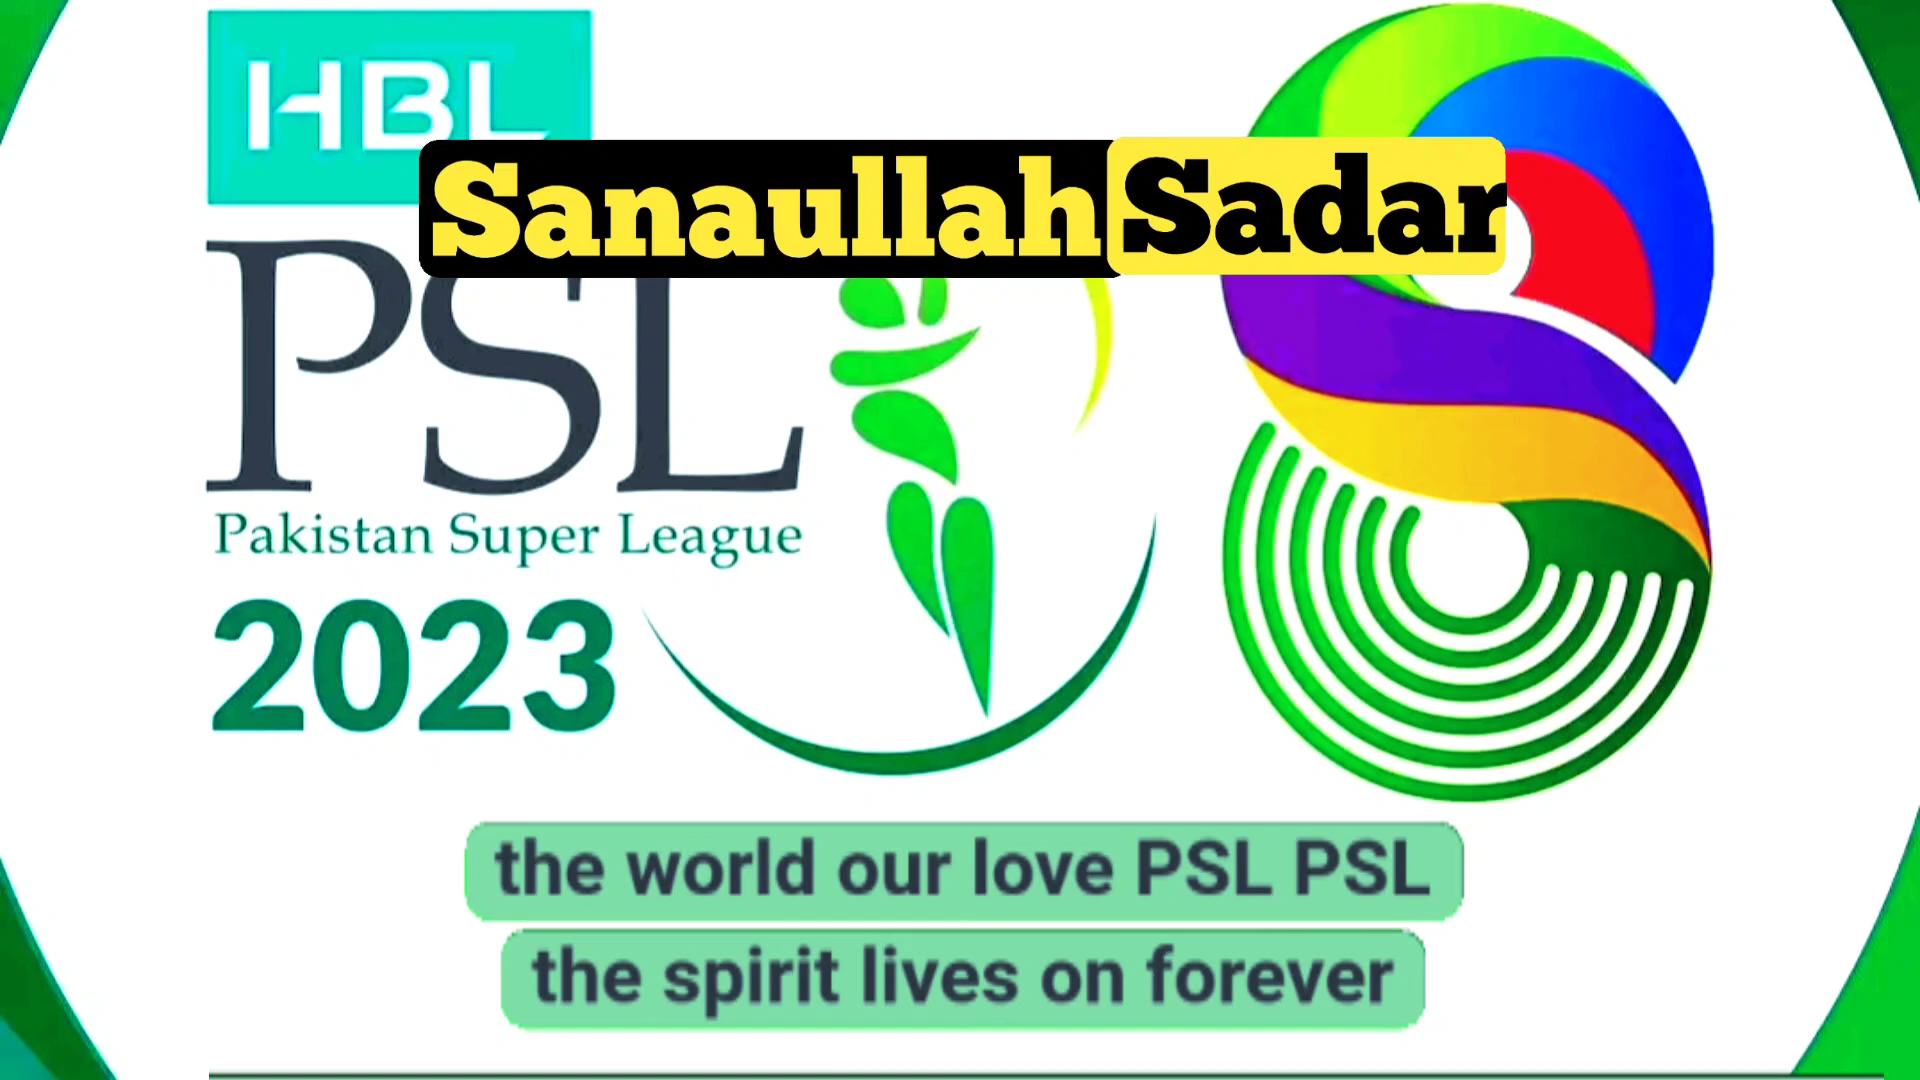 HBL
Sanaullah Sadar
PSL
Pakistan Super League
2023
8
the world our love PSL PSL
the spirit lives on forever